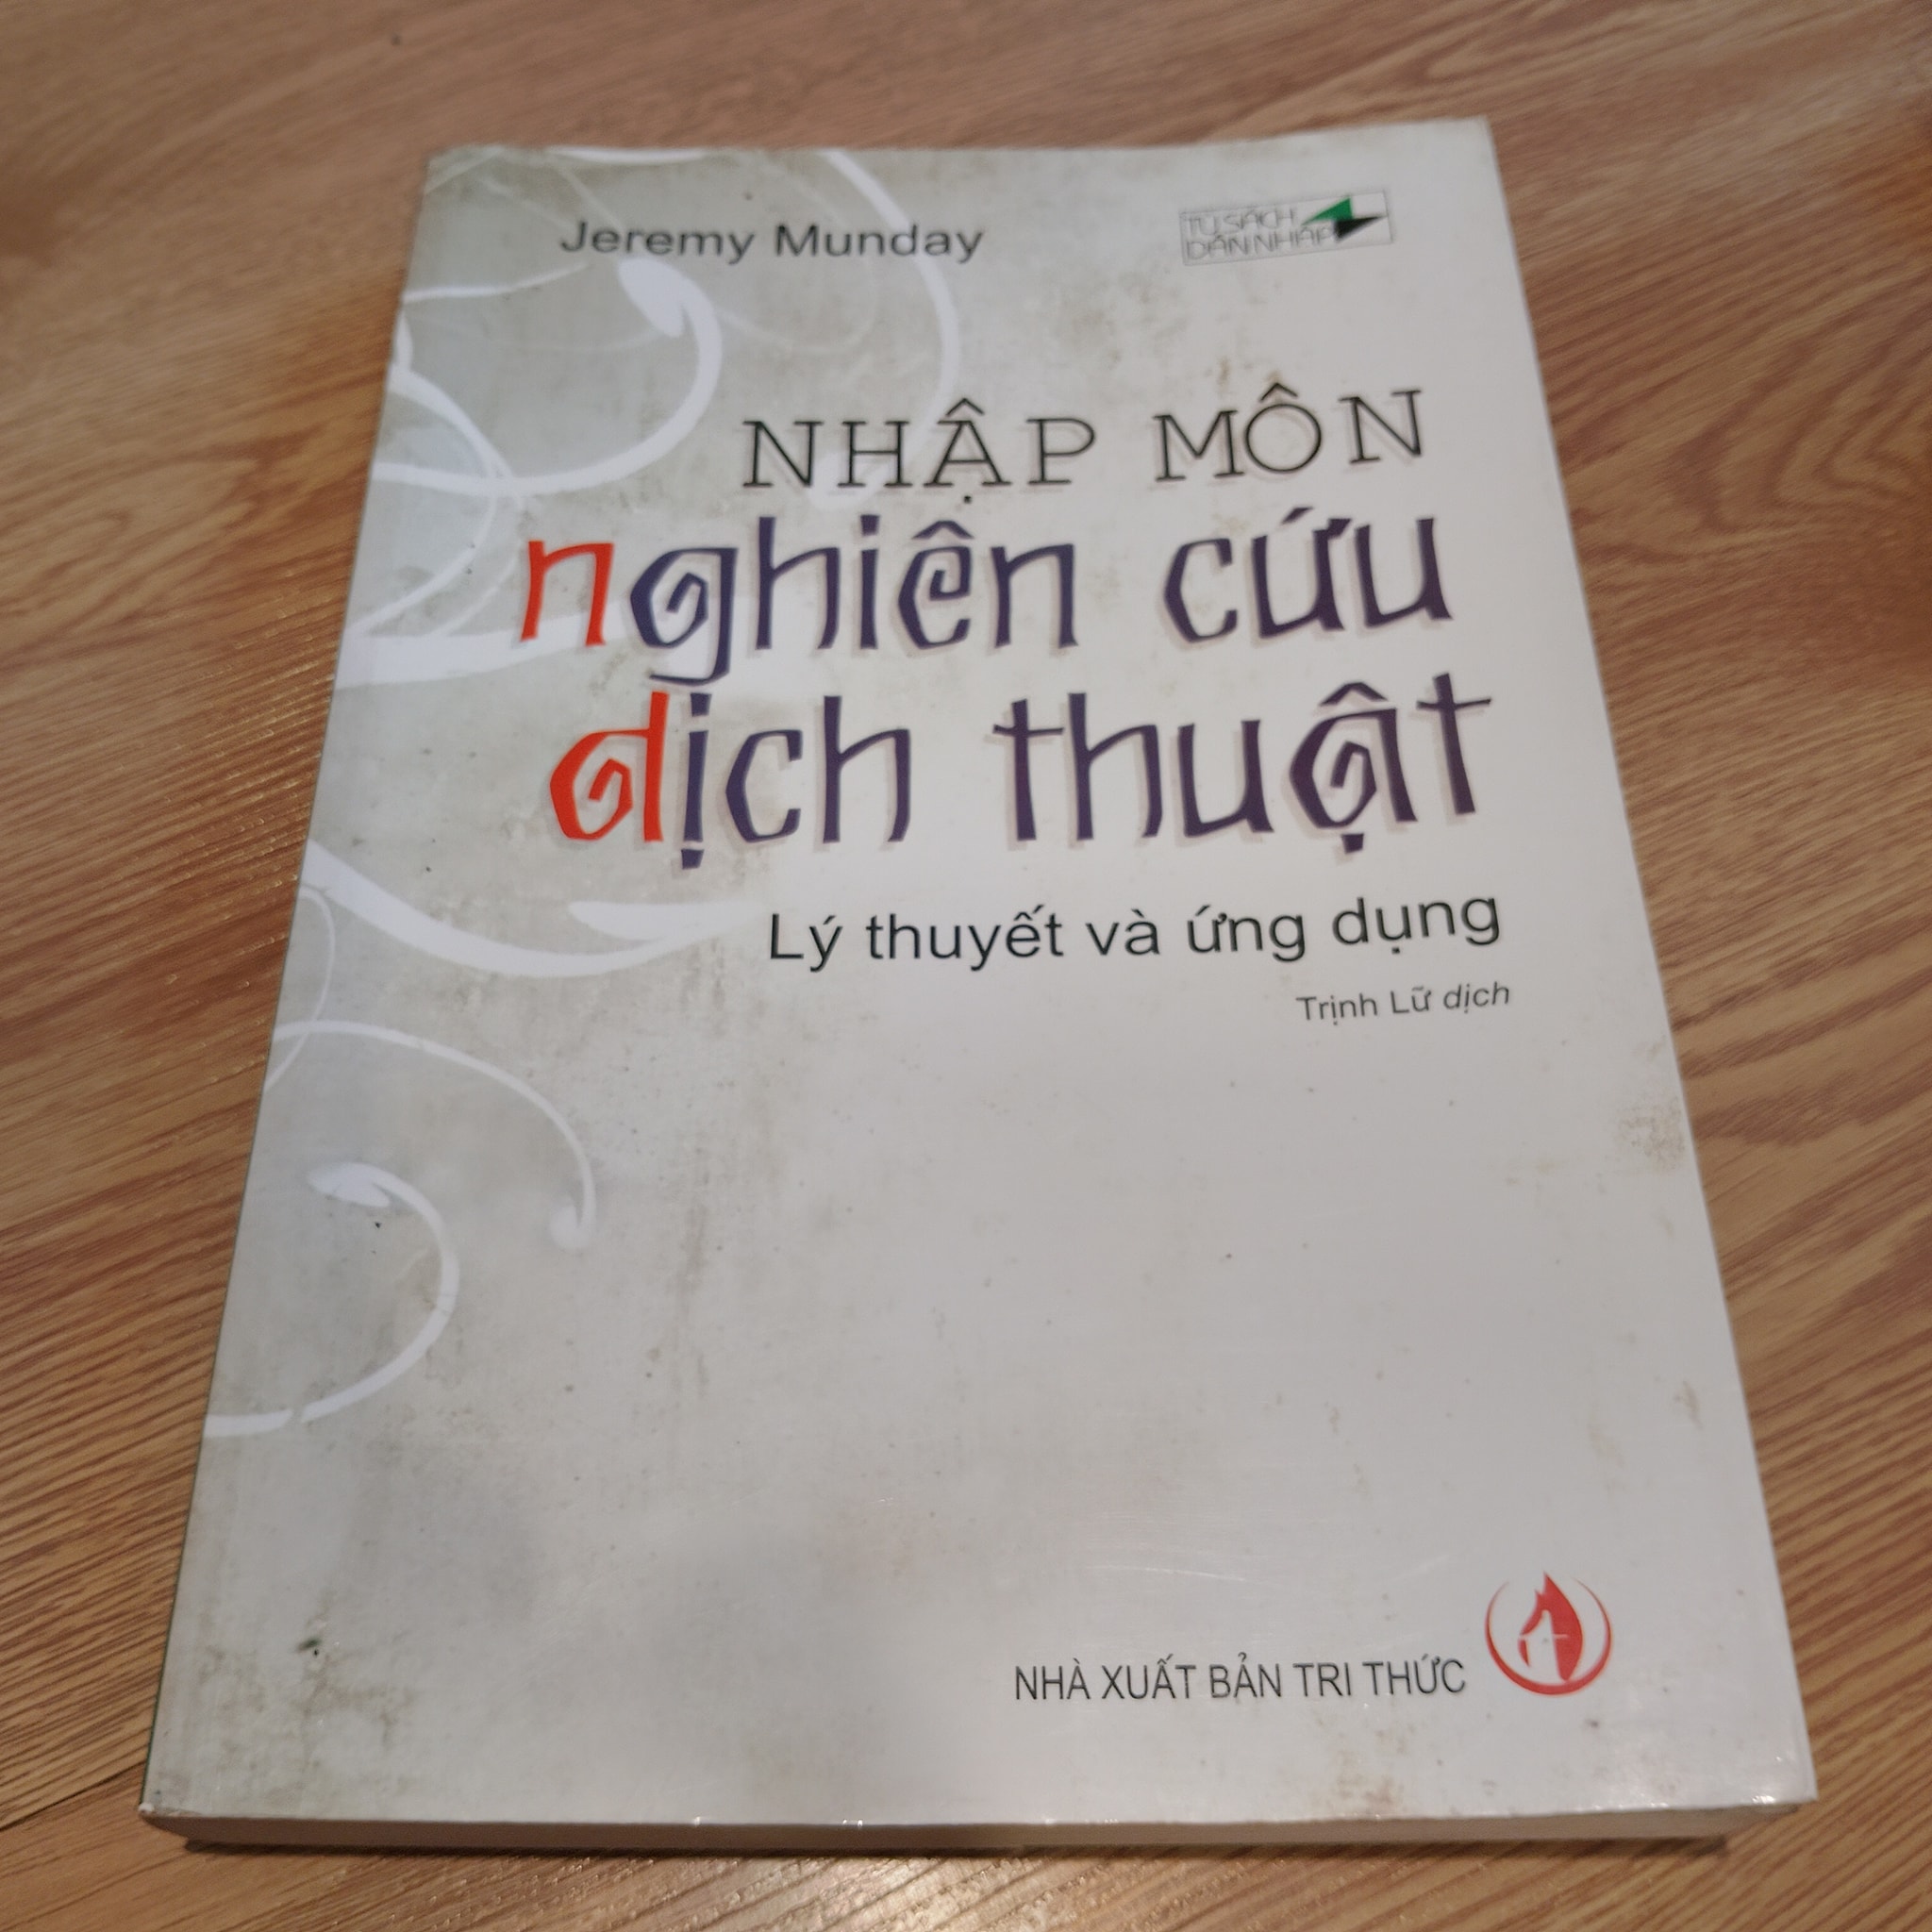 Jeremy Munday
TỦ SÁCH
DẪN NHẬP
NHẬP MÔN
nghiên cứu
dịch thuật
Lý thuyết và ứng dụng
Trịnh Lữ dịch
NHÀ XUẤT BẢN TRI THỨC